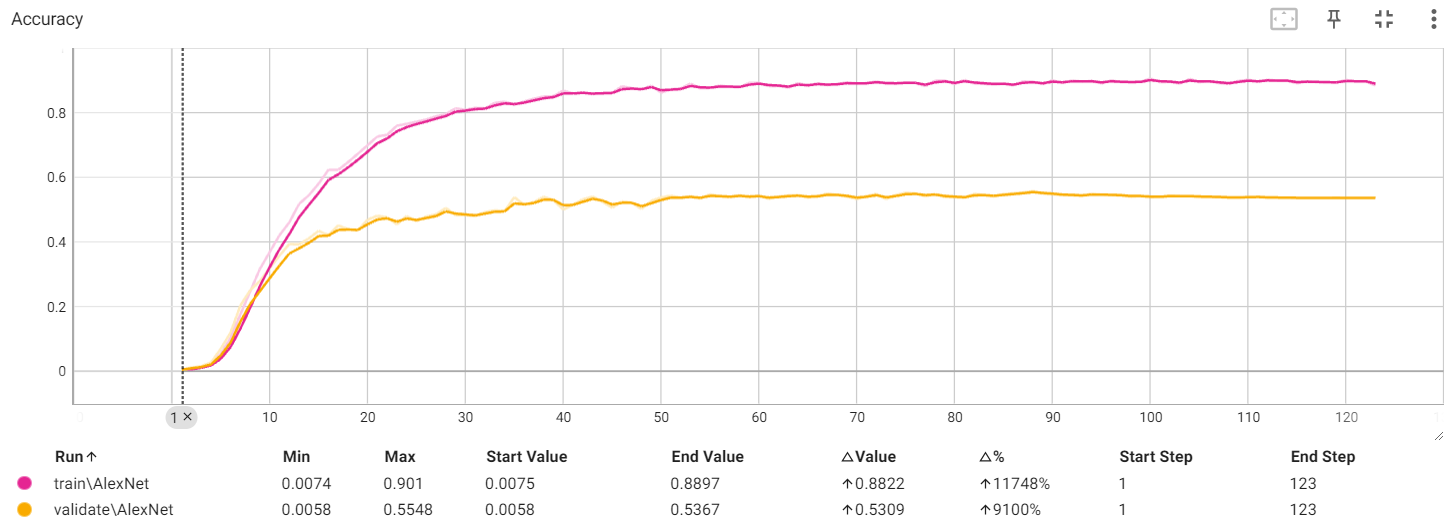 Accuracy
0.8
0.6
0.4
0.2
0
1 × 10 20 30 40 50 60 70 80 90 100 110 120
Run↑ Min Max Start Value End Value △Value △% Start Step End Step
train\AlexNet 0.0074 0.901 0.0075 0.8897 ↑0.8822 ↑11748% 1 123
validate\AlexNet 0.0058 0.5548 0.0058 0.5367 ↑0.5309 ↑9100% 1 123